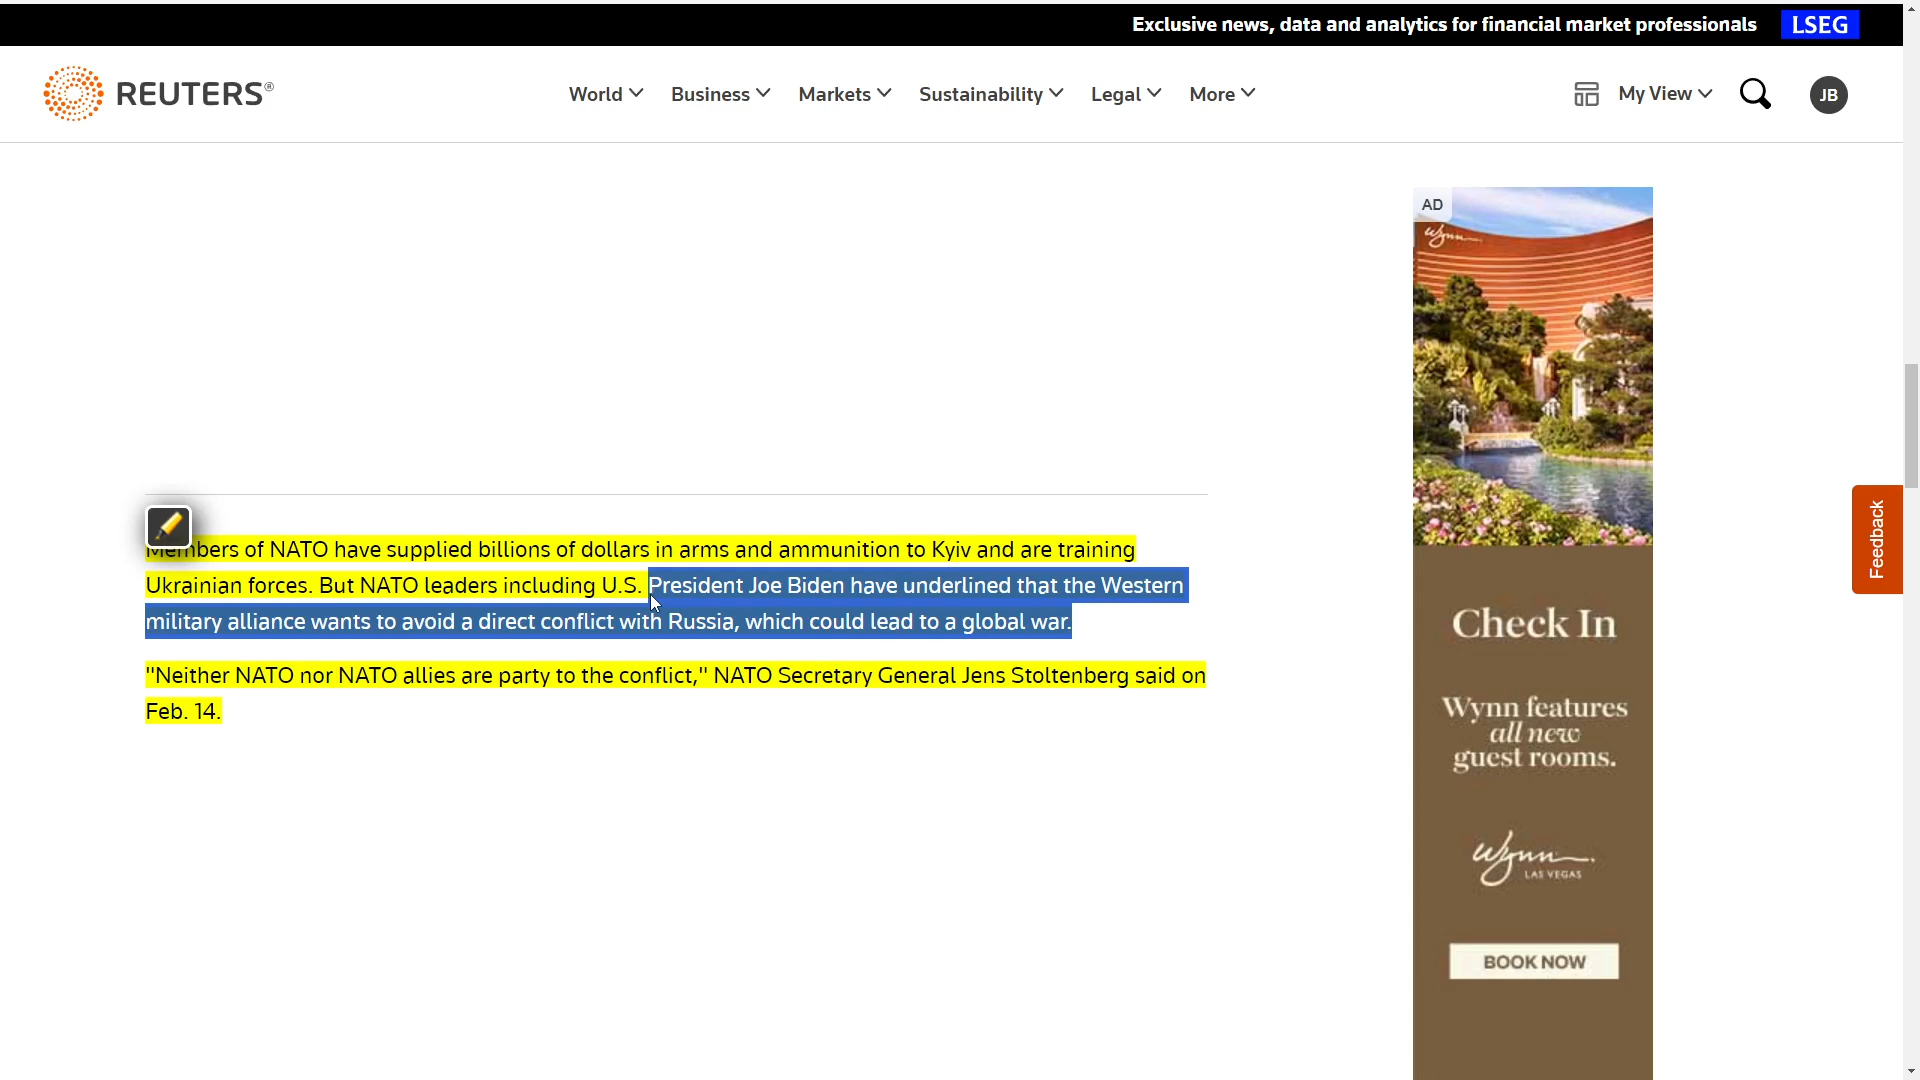 Exclusive news, data and analytics for financial market professionals LSEG
REUTERS®
World Business Markets Sustainability Legal More
My View
JB
AD
Wynn
Members of NATO have supplied billions of dollars in arms and ammunition to Kyiv and are training
Ukrainian forces. But NATO leaders including U.S. President Joe Biden have underlined that the Western
military alliance wants to avoid a direct conflict with Russia, which could lead to a global war.
"Neither NATO nor NATO allies are party to the conflict," NATO Secretary General Jens Stoltenberg said on
Feb. 14.
Feedback
Check In
Wynn features
all new
guest rooms.
Wynn
LAS VEGAS
BOOK NOW